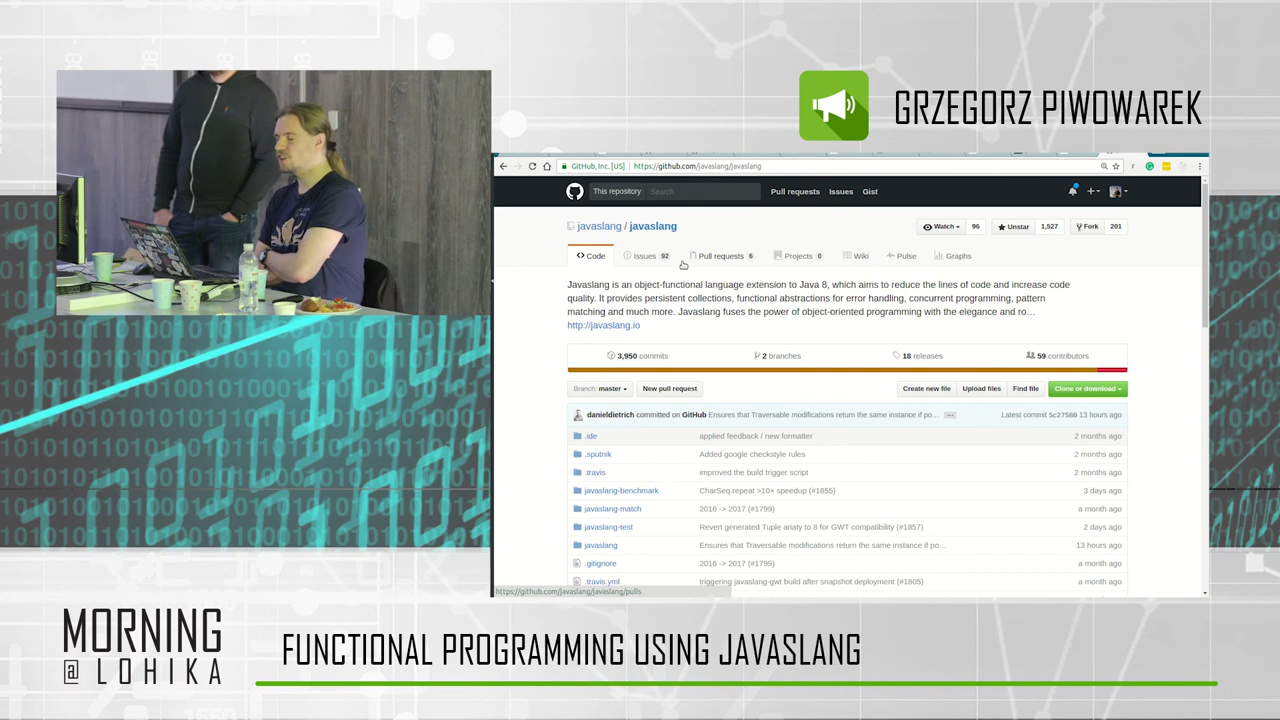 GRZEGORZ PIWOWAREK
GitHub, Inc. [US] https://github.com/javaslang/javaslang
This repository Search Pull requests Issues Gist
javaslang / javaslang Watch 96 Unstar 1,527 Fork 201
Code Issues 92 Pull requests 6 Projects 0 Wiki Pulse Graphs
Javaslang is an object-functional language extension to Java 8, which aims to reduce the lines of code and increase code
quality. It provides persistent collections, functional abstractions for error handling, concurrent programming, pattern
matching and much more. Javaslang fuses the power of object-oriented programming with the elegance and ro…
http://javaslang.io
3,950 commits 2 branches 18 releases 59 contributors
Branch: master New pull request Create new file Upload files Find file Clone or download
danieldietrich committed on GitHub Ensures that Traversable modifications return the same instance if po… Latest commit 5c27580 13 hours ago
.ide applied feedback / new formatter 2 months ago
.sputnik Added google checkstyle rules 2 months ago
.travis improved the build trigger script 2 months ago
javaslang-benchmark CharSeq.repeat >10× speedup (#1855) 3 days ago
javaslang-match 2016 -> 2017 (#1799) a month ago
javaslang-test Revert generated Tuple ariaty to 8 for GWT compatibility (#1857) 2 days ago
javaslang Ensures that Traversable modifications return the same instance if po… 13 hours ago
.gitignore 2016 -> 2017 (#1799) a month ago
.travis.yml triggering javaslang-gwt build after snapshot deployment (#1805) a month ago
https://github.com/javaslang/javaslang/pulls
MORNING
@ LOHIKA
FUNCTIONAL PROGRAMMING USING JAVASLANG